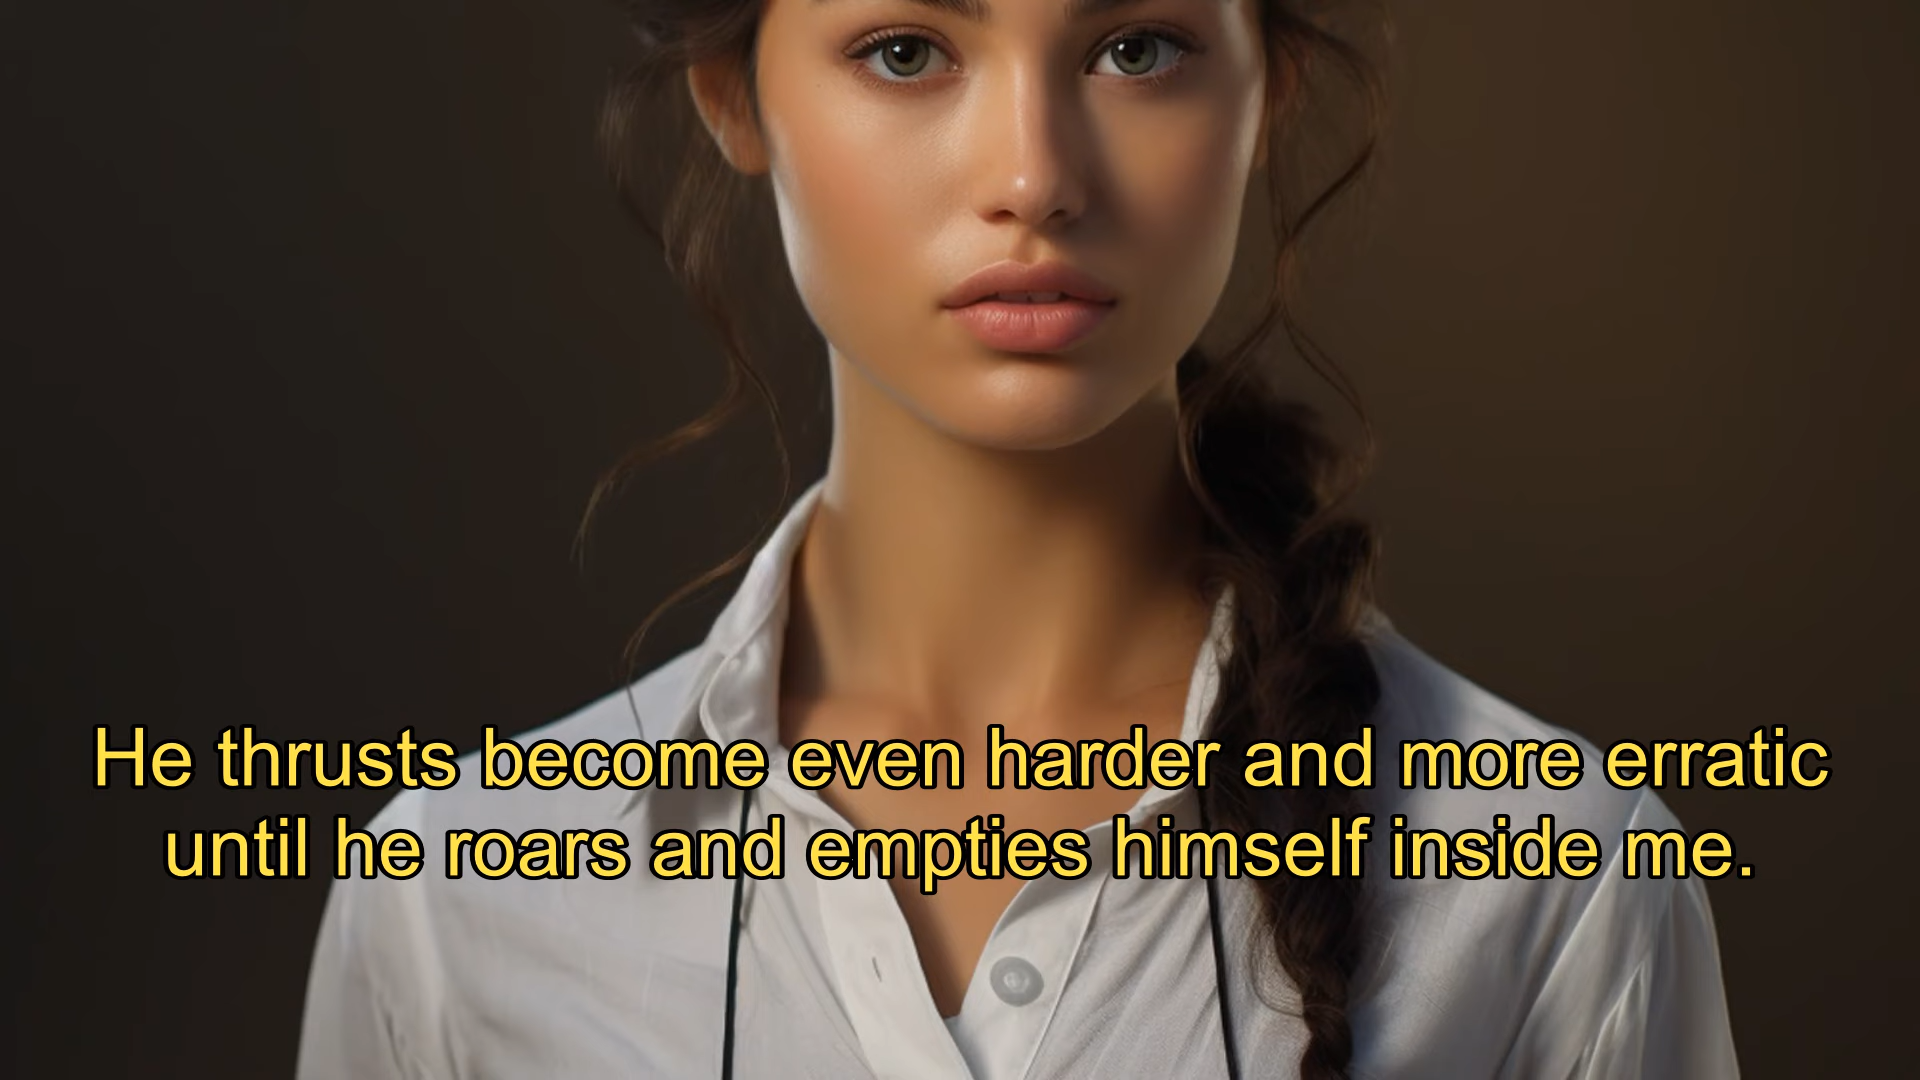 He thrusts become even harder and more erratic
until he roars and empties himself inside me.